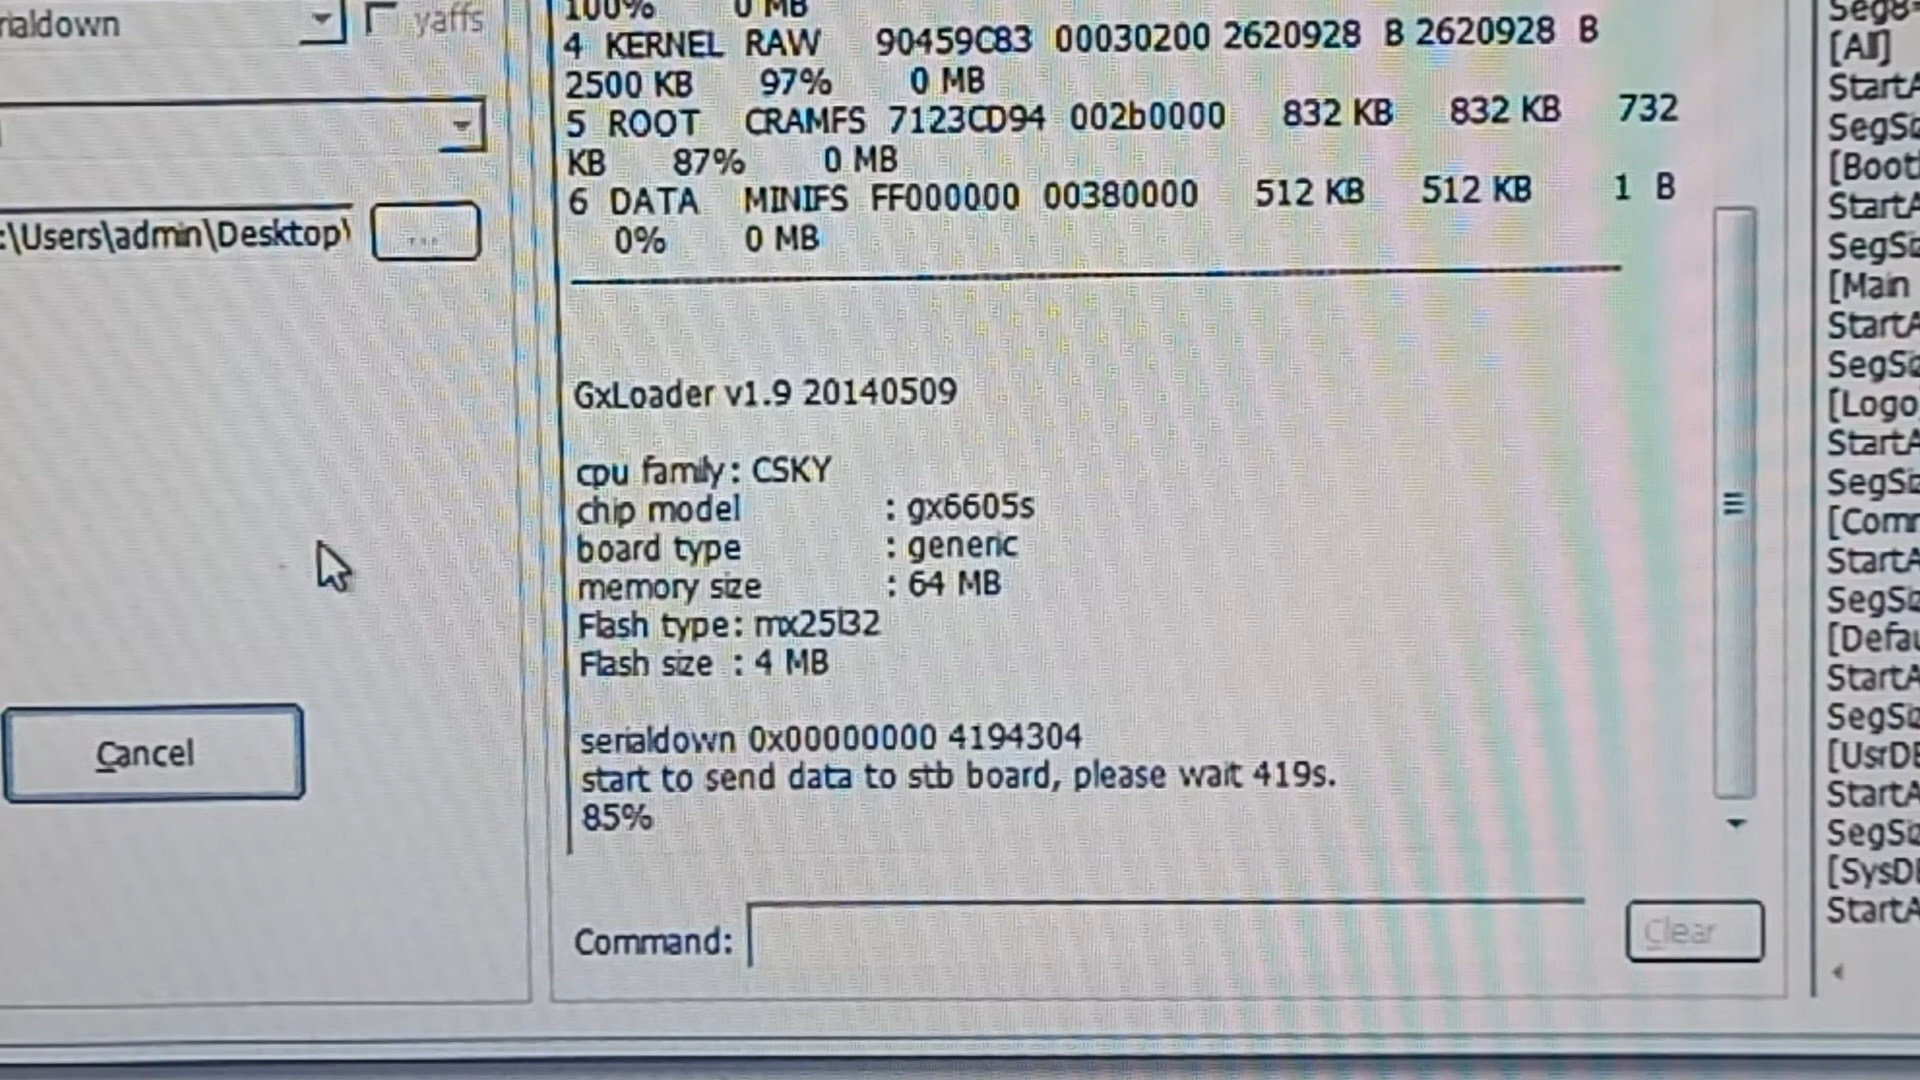 yaffs
:\Users\admin\Desktop\
...
Cancel
100% 0 MB
4 KERNEL RAW 90459C83 00030200 2620928 B 2620928 B
2500 KB 97% 0 MB
5 ROOT CRAMFS 7123CD94 002b0000 832 KB 832 KB 732
KB 87% 0 MB
6 DATA MINIFS FF000000 00380000 512 KB 512 KB 1 B
0% 0 MB
GxLoader v1.9 20140509
cpu family: CSKY
chip model : gx6605s
board type : generic
memory size : 64 MB
Flash type: mx25l32
Flash size : 4 MB
serialdown 0x00000000 4194304
start to send data to stb board, please wait 419s.
85%
Command:
Clear
[All]
[Main
[Logo